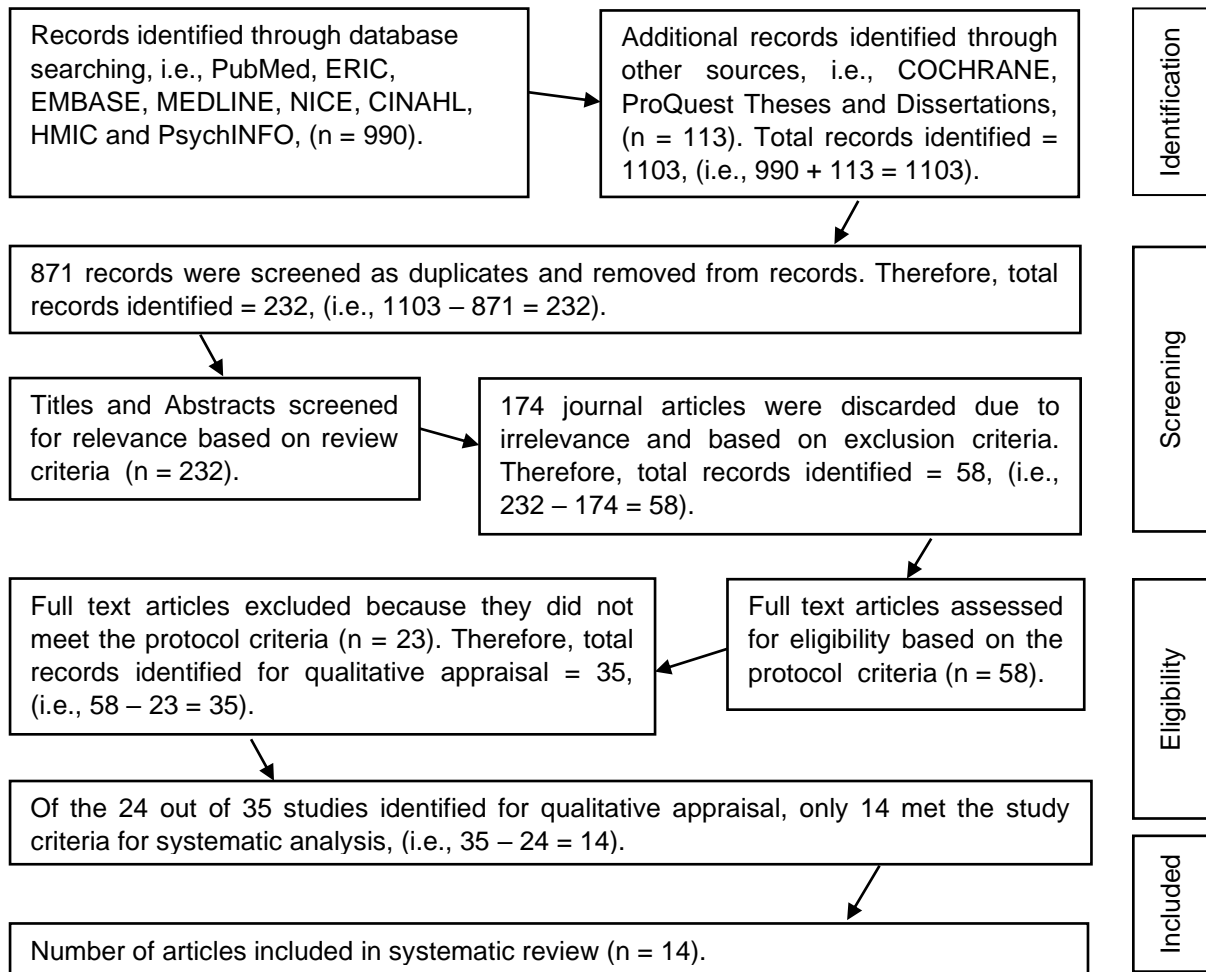 Records identified through database
searching, i.e., PubMed, ERIC,
EMBASE, MEDLINE, NICE, CINAHL,
HMIC and PsychINFO, (n = 990).
Additional records identified through
other sources, i.e., COCHRANE,
ProQuest Theses and Dissertations,
(n = 113). Total records identified =
1103, (i.e., 990 + 113 = 1103).
Identification
871 records were screened as duplicates and removed from records. Therefore, total
records identified = 232, (i.e., 1103 – 871 = 232).
Titles and Abstracts screened
for relevance based on review
criteria (n = 232).
174 journal articles were discarded due to
irrelevance and based on exclusion criteria.
Therefore, total records identified = 58, (i.e.,
232 – 174 = 58).
Screening
Full text articles assessed
for eligibility based on the
protocol criteria (n = 58).
Full text articles excluded because they did not
meet the protocol criteria (n = 23). Therefore, total
records identified for qualitative appraisal = 35,
(i.e., 58 – 23 = 35).
Eligibility
Of the 24 out of 35 studies identified for qualitative appraisal, only 14 met the study
criteria for systematic analysis, (i.e., 35 – 24 = 14).
Number of articles included in systematic review (n = 14).
Included